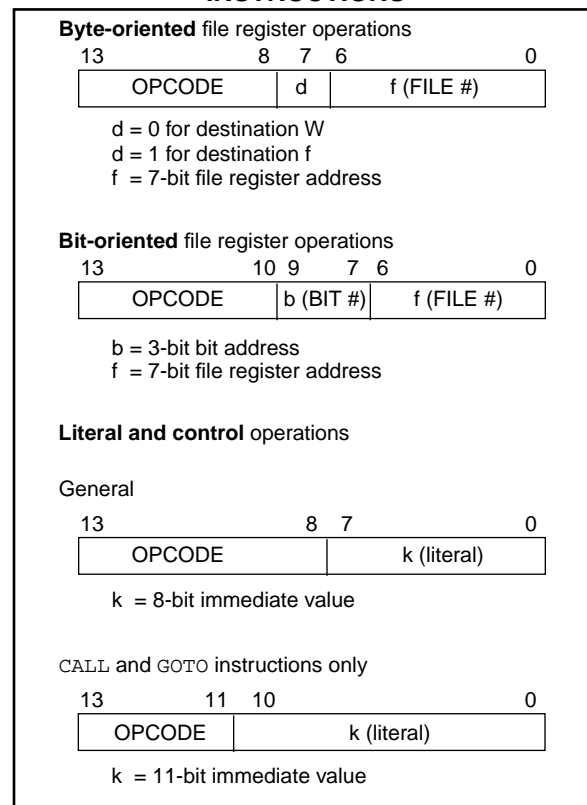 Byte-oriented file register operations
13 8 7 6 0
OPCODE d f (FILE #)
d = 0 for destination W
d = 1 for destination f
f = 7-bit file register address
Bit-oriented file register operations
13 10 9 7 6 0
OPCODE b (BIT #) f (FILE #)
b = 3-bit bit address
f = 7-bit file register address
Literal and control operations
General
13 8 7 0
OPCODE k (literal)
k = 8-bit immediate value
CALL and GOTO instructions only
13 11 10 0
OPCODE k (literal)
k = 11-bit immediate value